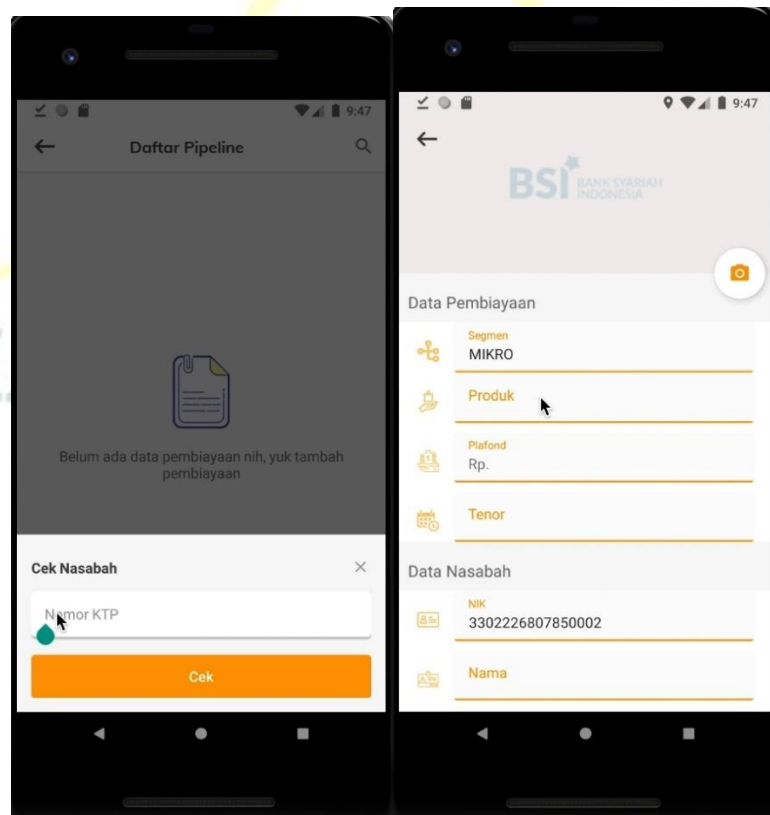 9:47
Daftar Pipeline
Belum ada data pembiayaan nih, yuk tambah
pembiayaan
Cek Nasabah
Nomor KTP
Cek
9:47
BSI BANK SYARIAH
INDONESIA
Data Pembiayaan
Segmen
MIKRO
Produk
Plafond
Rp.
Tenor
Data Nasabah
NIK
3302226807850002
Nama